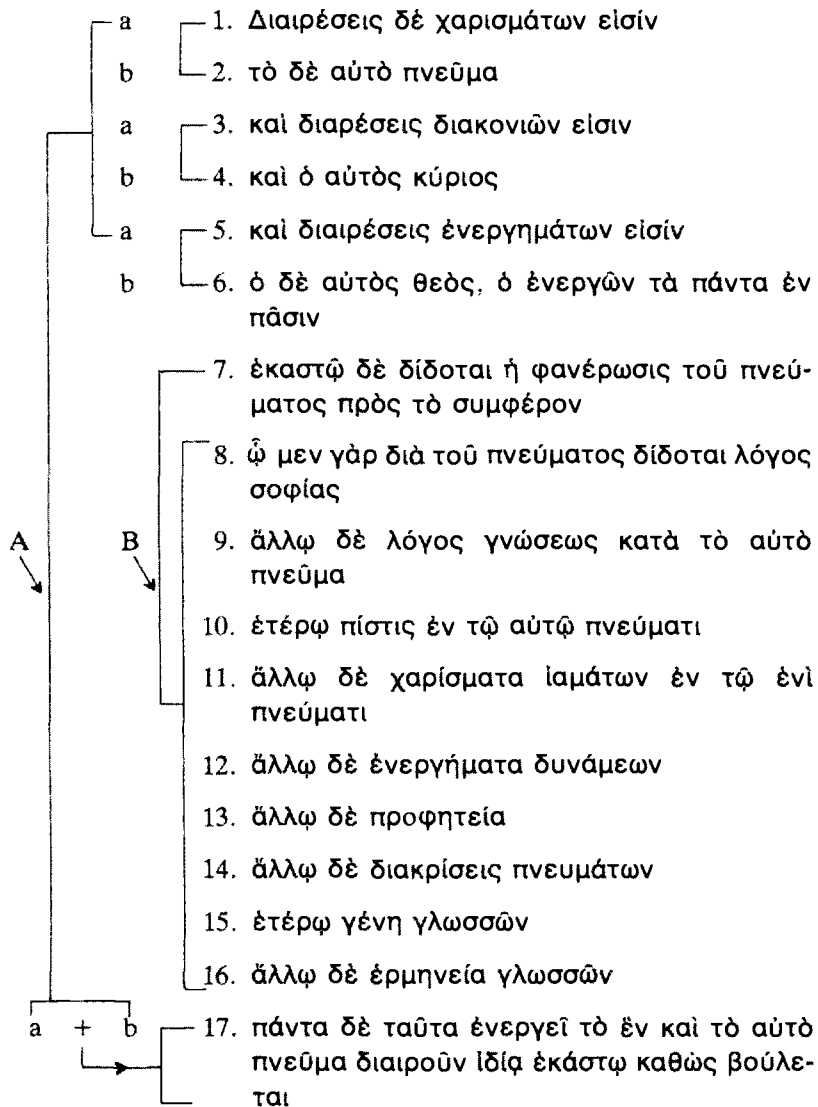 a 1. Διαιρέσεις δέ χαρισμάτων εἰσίν
b 2. τὸ δὲ αὐτὸ πνεῦμα
a 3. καὶ διαρέσεις διακονιῶν εἰσιν
b 4. καὶ ὁ αὐτὸς κύριος
a 5. καὶ διαιρέσεις ἐνεργημάτων εἰσίν
b 6. ὁ δὲ αὐτὸς θεὸς, ὁ ἐνεργῶν τὰ πάντα ἐν
πᾶσιν
7. ἑκαστῷ δὲ δίδοται ἡ φανέρωσις τοῦ πνεύ-
ματος πρὸς τὸ συμφέρον
8. ᾧ μεν γὰρ διὰ τοῦ πνεύματος δίδοται λόγος
σοφίας
A B 9. ἄλλῳ δὲ λόγος γνώσεως κατὰ τὸ αὐτὸ
πνεῦμα
10. ἑτέρῳ πίστις ἐν τῷ αὐτῷ πνεύματι
11. ἄλλῳ δὲ χαρίσματα ἰαμάτων ἐν τῷ ἑνὶ
πνεύματι
12. ἄλλῳ δὲ ἐνεργήματα δυνάμεων
13. ἄλλῳ δὲ προφητεία
14. ἄλλῳ δὲ διακρίσεις πνευμάτων
15. ἑτέρῳ γένη γλωσσῶν
16. ἄλλῳ δὲ ἑρμηνεία γλωσσῶν
a + b 17. πάντα δὲ ταῦτα ἐνεργεῖ τὸ ἓν καὶ τὸ αὐτὸ
πνεῦμα διαιροῦν ἰδίᾳ ἑκάστῳ καθὼς βούλε-
ται